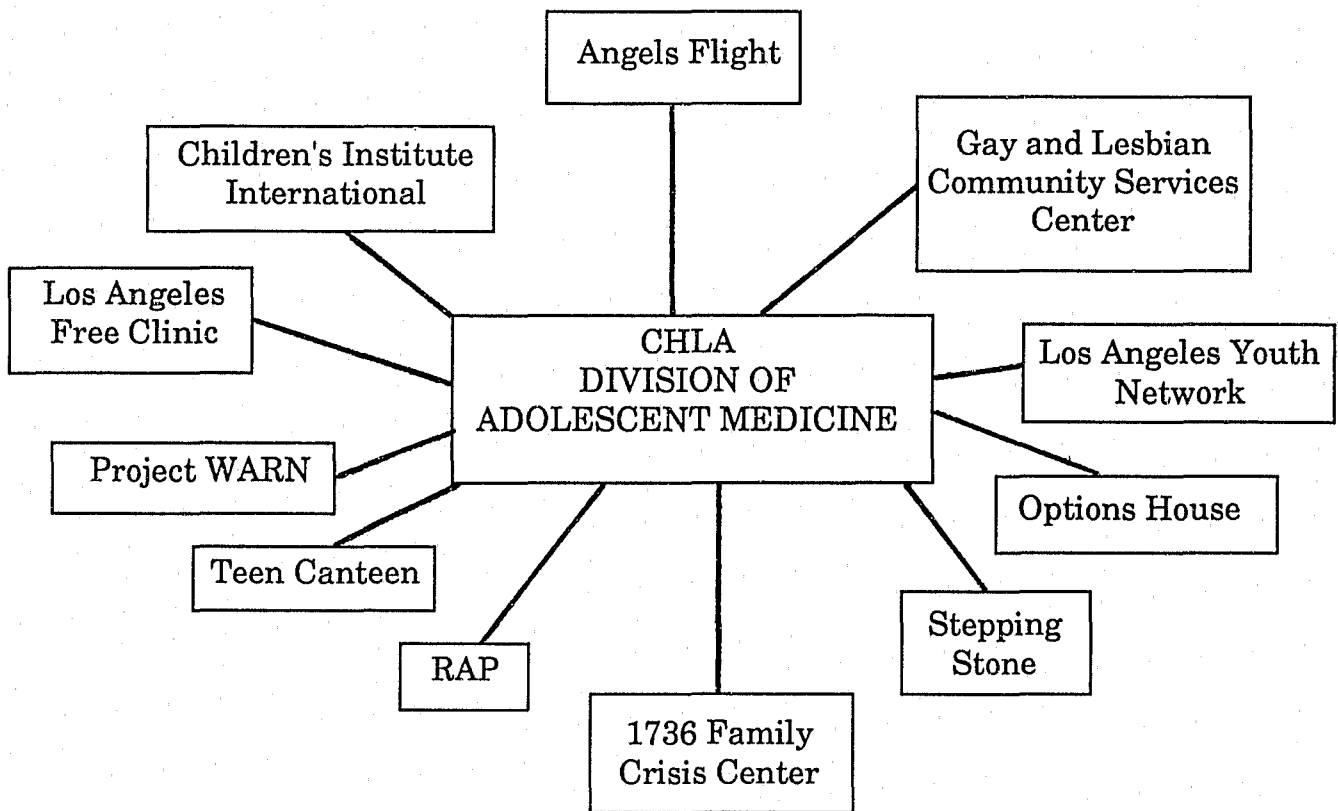 Angels Flight
Children's Institute
International
Gay and Lesbian
Community Services
Center
Los Angeles
Free Clinic
CHLA
DIVISION OF
ADOLESCENT MEDICINE
Los Angeles Youth
Network
Project WARN
Options House
Teen Canteen
RAP
Stepping
Stone
1736 Family
Crisis Center